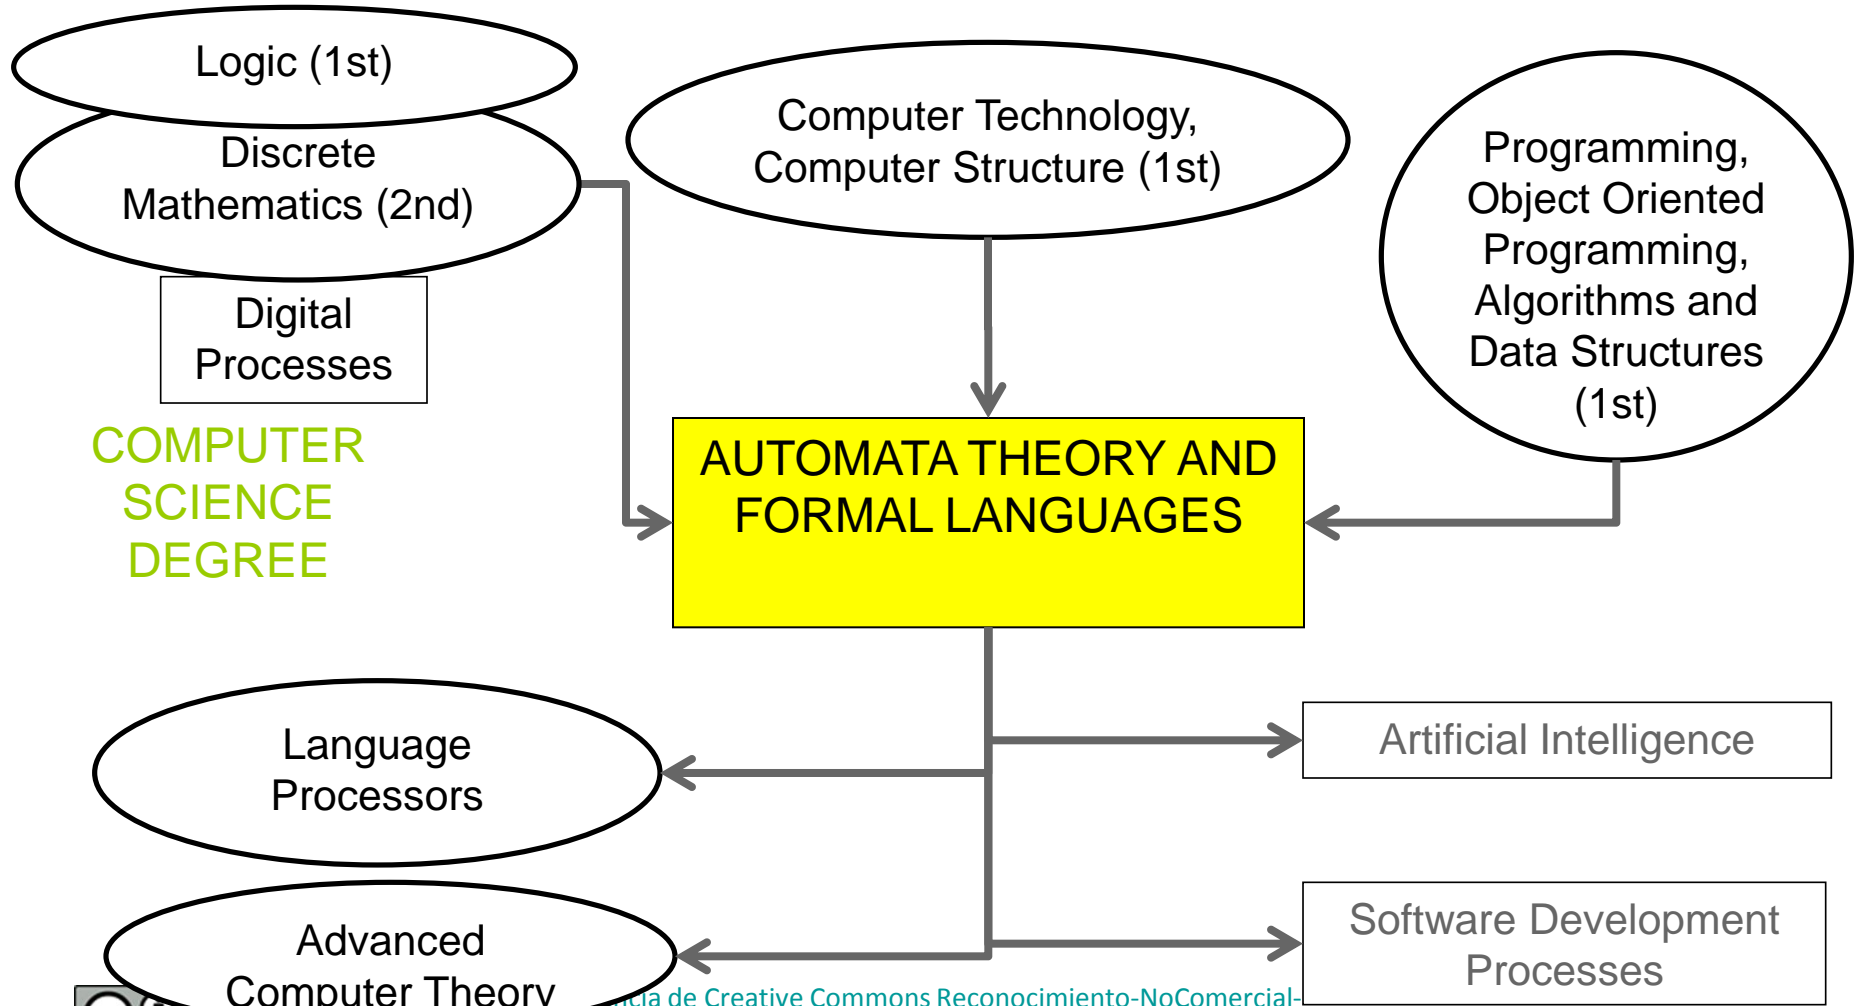 Logic (1st)
Discrete
Mathematics (2nd)
Digital
Processes
COMPUTER
SCIENCE
DEGREE
Computer Technology,
Computer Structure (1st)
Programming,
Object Oriented
Programming,
Algorithms and
Data Structures
(1st)
AUTOMATA THEORY AND
FORMAL LANGUAGES
Language
Processors
Artificial Intelligence
Advanced
Computer Theory
Software Development
Processes
de Creative Commons Reconocimiento-NoComercial-